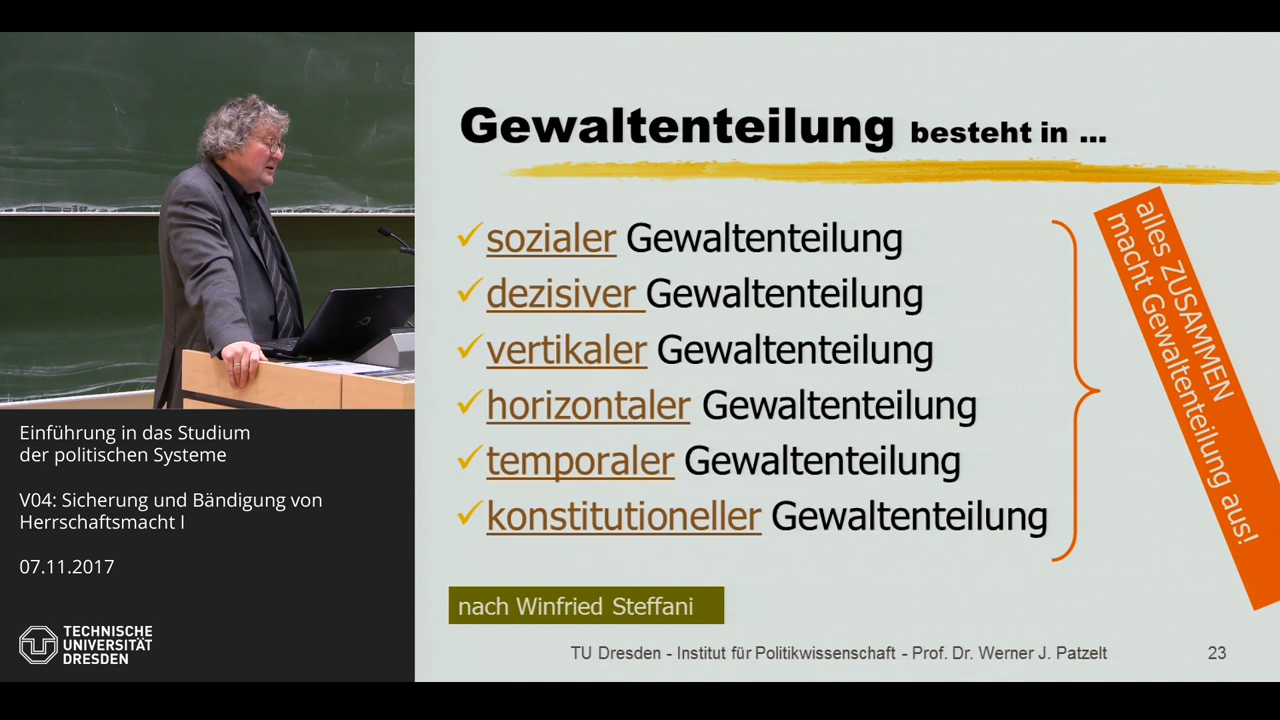 Gewaltenteilung besteht in ...
sozialer Gewaltenteilung
dezisiver Gewaltenteilung
vertikaler Gewaltenteilung
horizontaler Gewaltenteilung
temporaler Gewaltenteilung
konstitutioneller Gewaltenteilung
alles ZUSAMMEN
macht Gewaltenteilung aus!
nach Winfried Steffani
TU Dresden - Institut für Politikwissenschaft - Prof. Dr. Werner J. Patzelt
23
Einführung in das Studium
der politischen Systeme
V04: Sicherung und Bändigung von
Herrschaftsmacht I
07.11.2017
TECHNISCHE
UNIVERSITÄT
DRESDEN